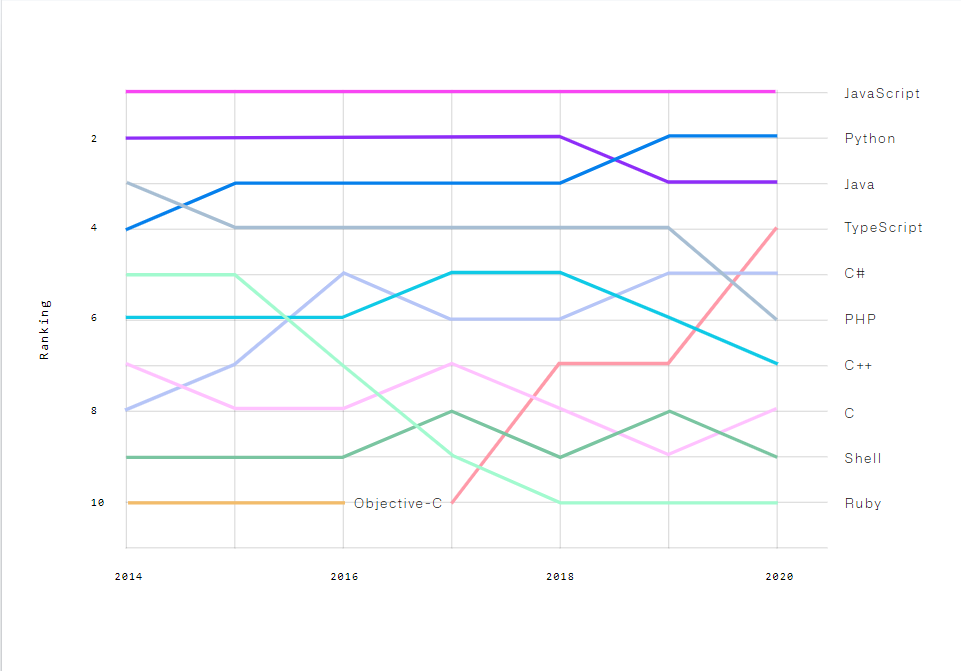 JavaScript
2
Python
Java
4
TypeScript
C#
Ranking
6
PHP
C++
8
C
Shell
10
Objective-C
Ruby
2014
2016
2018
2020